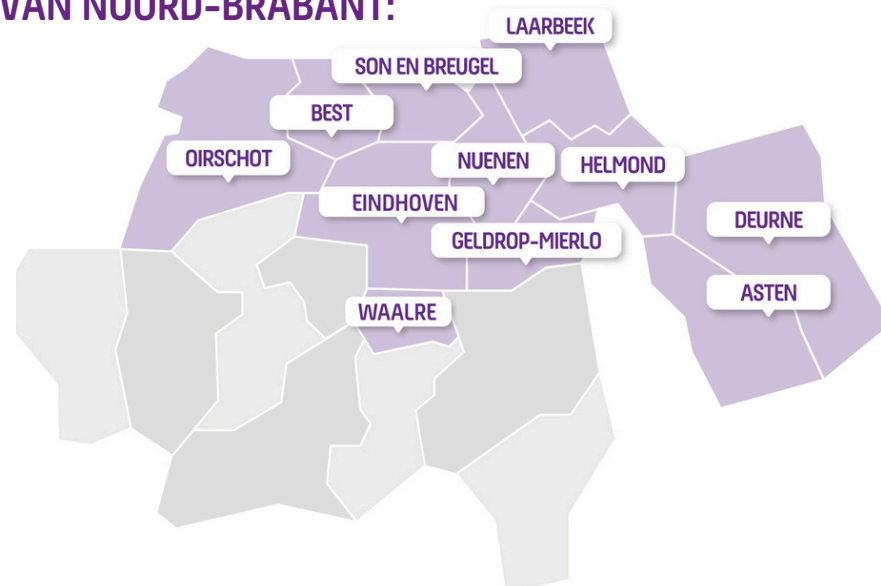 VAN NOORD-BRABANT:
LAARBEEK
SON EN BREUGEL
BEST
OIRSCHOT
NUENEN
HELMOND
EINDHOVEN
DEURNE
GELDROP-MIERLO
ASTEN
WAALRE